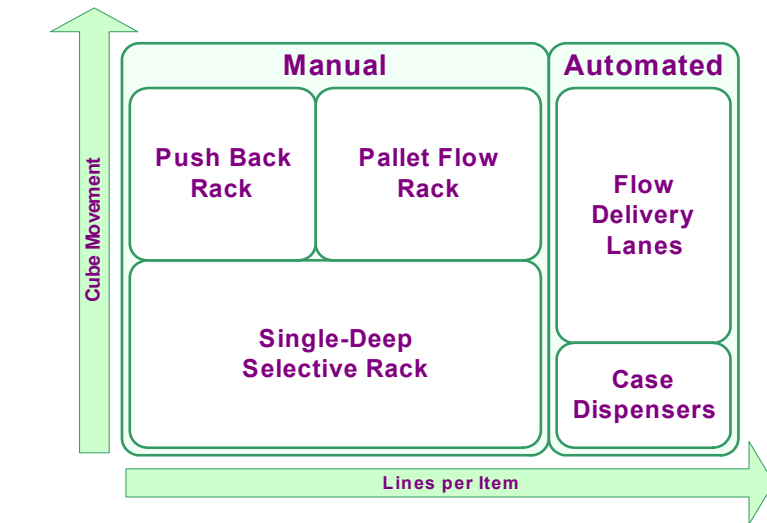 Manual
Automated
Push Back
Rack
Pallet Flow
Rack
Flow
Delivery
Lanes
Single-Deep
Selective Rack
Case
Dispensers
Cube Movement
Lines per Item